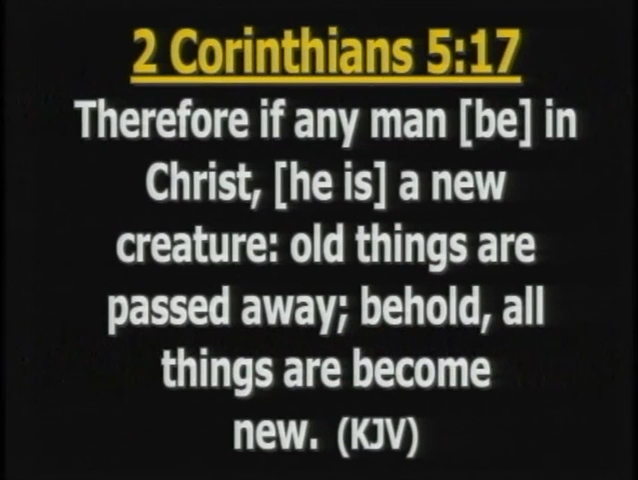 2 Corinthians 5:17
Therefore if any man [be] in
Christ, [he is] a new
creature: old things are
passed away; behold, all
things are become
new. (KJV)